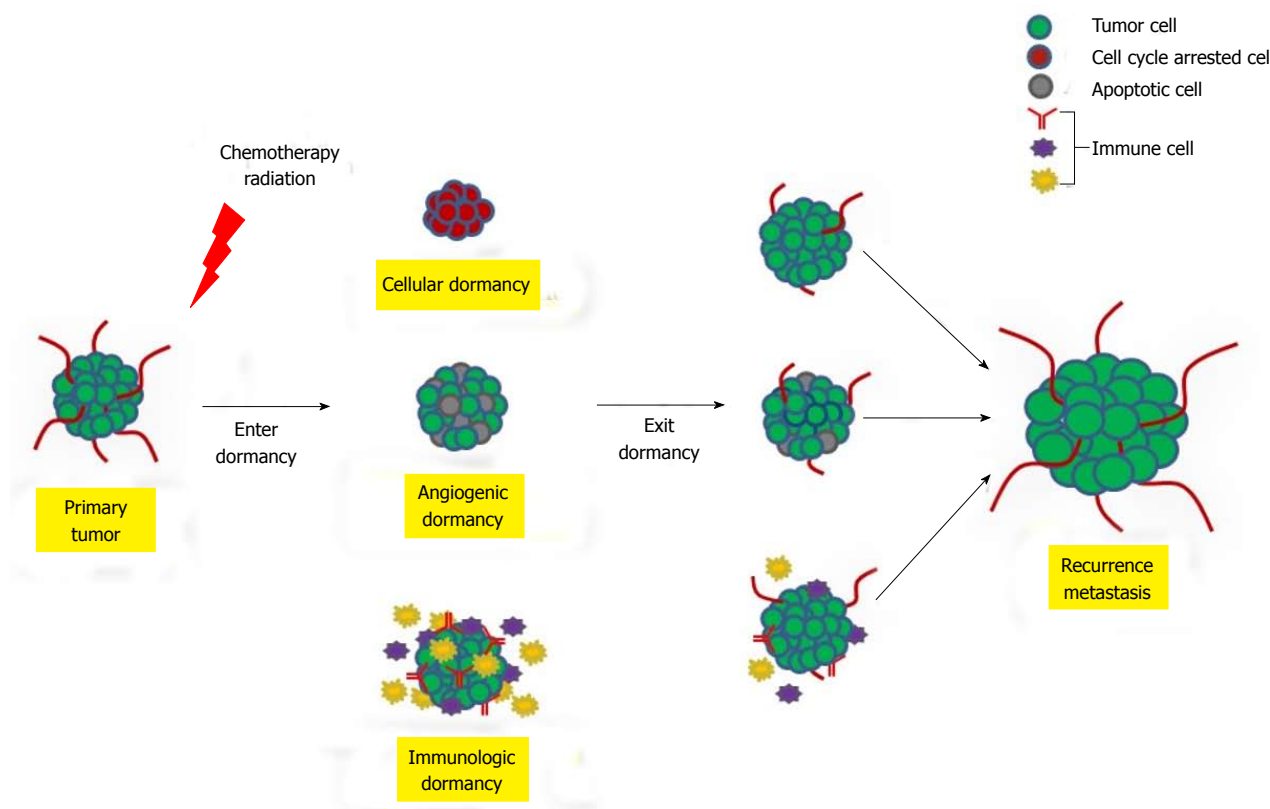 Tumor cell
Cell cycle arrested cel
Apoptotic cell
Immune cell
Chemotherapy
radiation
Cellular dormancy
Enter
dormancy
Exit
dormancy
Primary
tumor
Angiogenic
dormancy
Recurrence
metastasis
Immunologic
dormancy